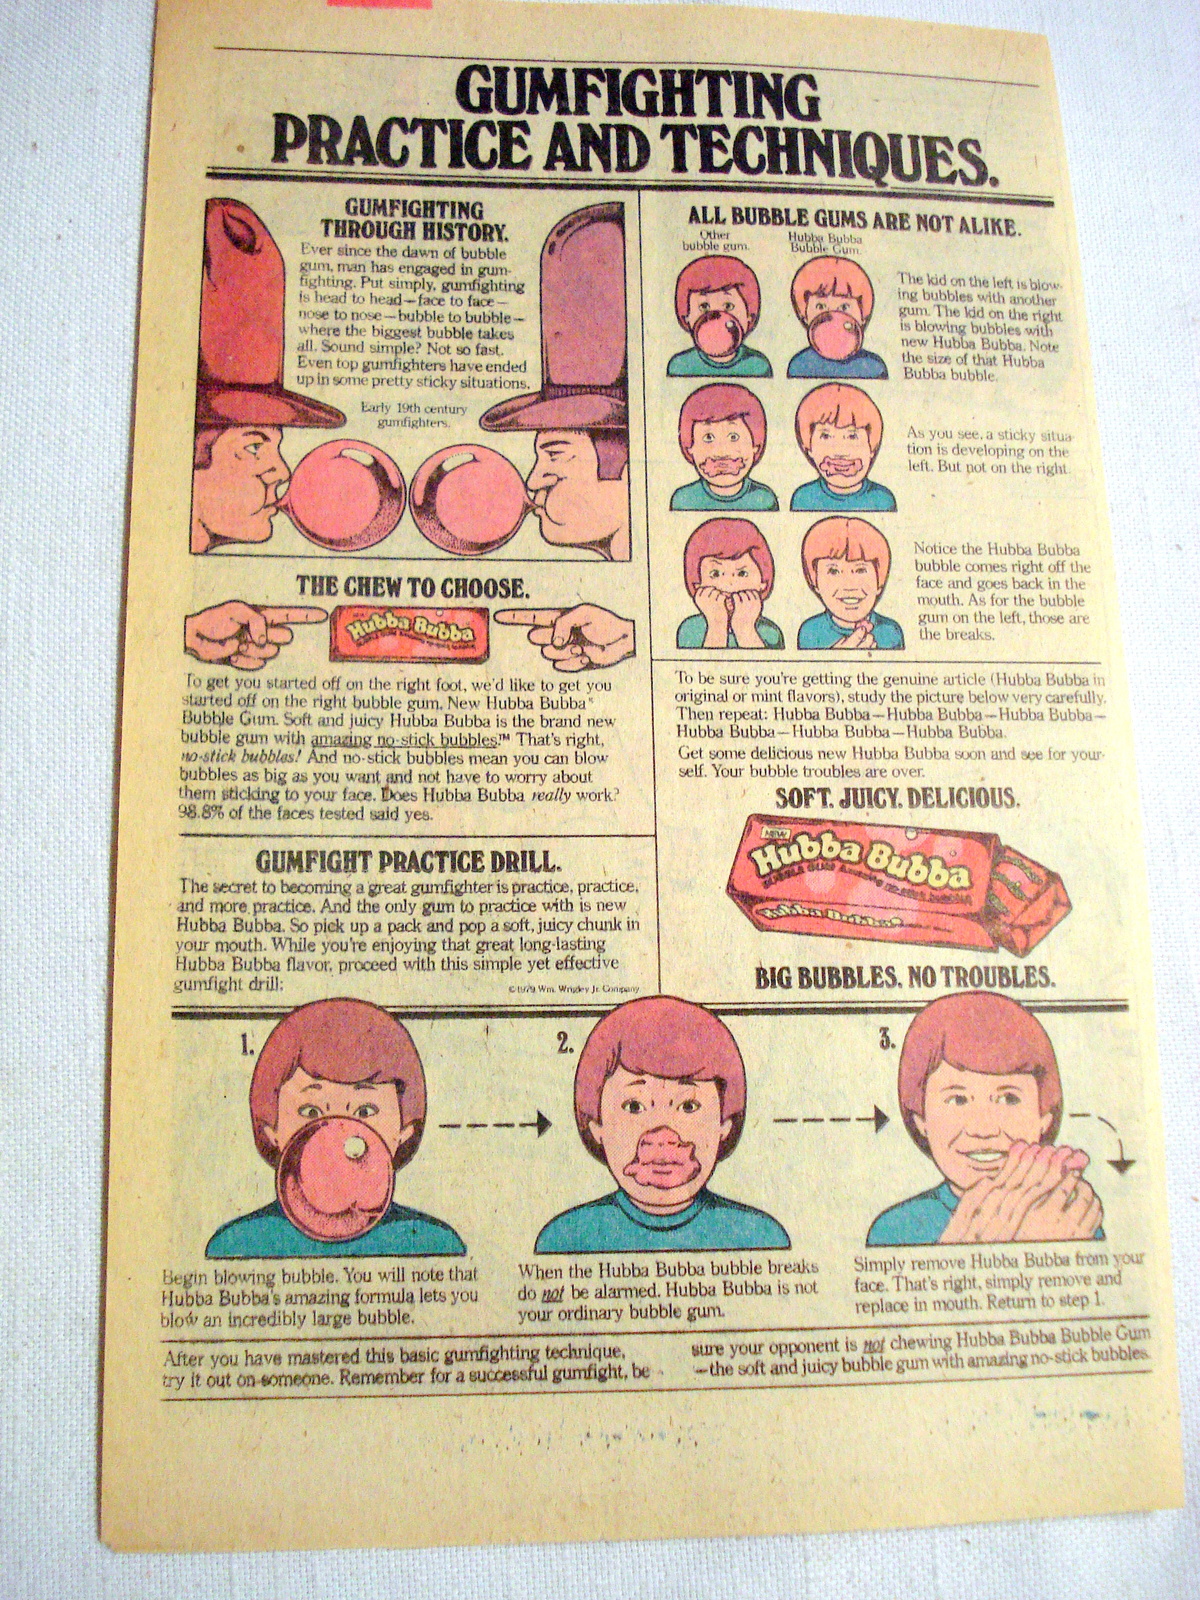 GUMFIGHTING
PRACTICE AND TECHNIQUES.
GUMFIGHTING
THROUGH HISTORY.
Ever since the dawn of bubble
gum, man has engaged in gum-
fighting. Put simply, gumfighting
is head to head—face to face—
nose to nose—bubble to bubble—
where the biggest bubble takes
all. Sound simple? Not so fast.
Even top gumfighters have ended
up in some pretty sticky situations.
Early 19th century
gumfighters.
THE CHEW TO CHOOSE.
Hubba Bubba
To get you started off on the right foot, we'd like to get you
started off on the right bubble gum. New Hubba Bubba®
Bubble Gum. Soft and juicy Hubba Bubba is the brand new
bubble gum with amazing no-stick bubbles.™ That's right,
no-stick bubbles! And no-stick bubbles mean you can blow
bubbles as big as you want and not have to worry about
them sticking to your face. Does Hubba Bubba really work?
98.8% of the faces tested said yes.
GUMFIGHT PRACTICE DRILL.
The secret to becoming a great gumfighter is practice, practice,
and more practice. And the only gum to practice with is new
Hubba Bubba. So pick up a pack and pop a soft, juicy chunk in
your mouth. While you're enjoying that great long-lasting
Hubba Bubba flavor, proceed with this simple yet effective
gumfight drill:
©1979 Wm. Wrigley Jr. Company
ALL BUBBLE GUMS ARE NOT ALIKE.
Other
bubble gum.
Hubba Bubba
Bubble Gum.
The kid on the left is blow-
ing bubbles with another
gum. The kid on the right
is blowing bubbles with
new Hubba Bubba. Note
the size of that Hubba
Bubba bubble.
As you see, a sticky situa-
tion is developing on the
left. But not on the right.
Notice the Hubba Bubba
bubble comes right off the
face and goes back in the
mouth. As for the bubble
gum on the left, those are
the breaks.
To be sure you're getting the genuine article (Hubba Bubba in
original or mint flavors), study the picture below very carefully.
Then repeat: Hubba Bubba—Hubba Bubba—Hubba Bubba—
Hubba Bubba—Hubba Bubba—Hubba Bubba.
Get some delicious new Hubba Bubba soon and see for your-
self. Your bubble troubles are over.
SOFT. JUICY. DELICIOUS.
NEW
Hubba Bubba
BUBBLE GUM
Hubba Bubba
BIG BUBBLES. NO TROUBLES.
1.
2.
3.
Begin blowing bubble. You will note that
Hubba Bubba's amazing formula lets you
blow an incredibly large bubble.
When the Hubba Bubba bubble breaks
do not be alarmed. Hubba Bubba is not
your ordinary bubble gum.
Simply remove Hubba Bubba from your
face. That's right, simply remove and
replace in mouth. Return to step 1.
After you have mastered this basic gumfighting technique,
try it out on someone. Remember for a successful gumfight, be
sure your opponent is not chewing Hubba Bubba Bubble Gum
—the soft and juicy bubble gum with amazing no-stick bubbles.